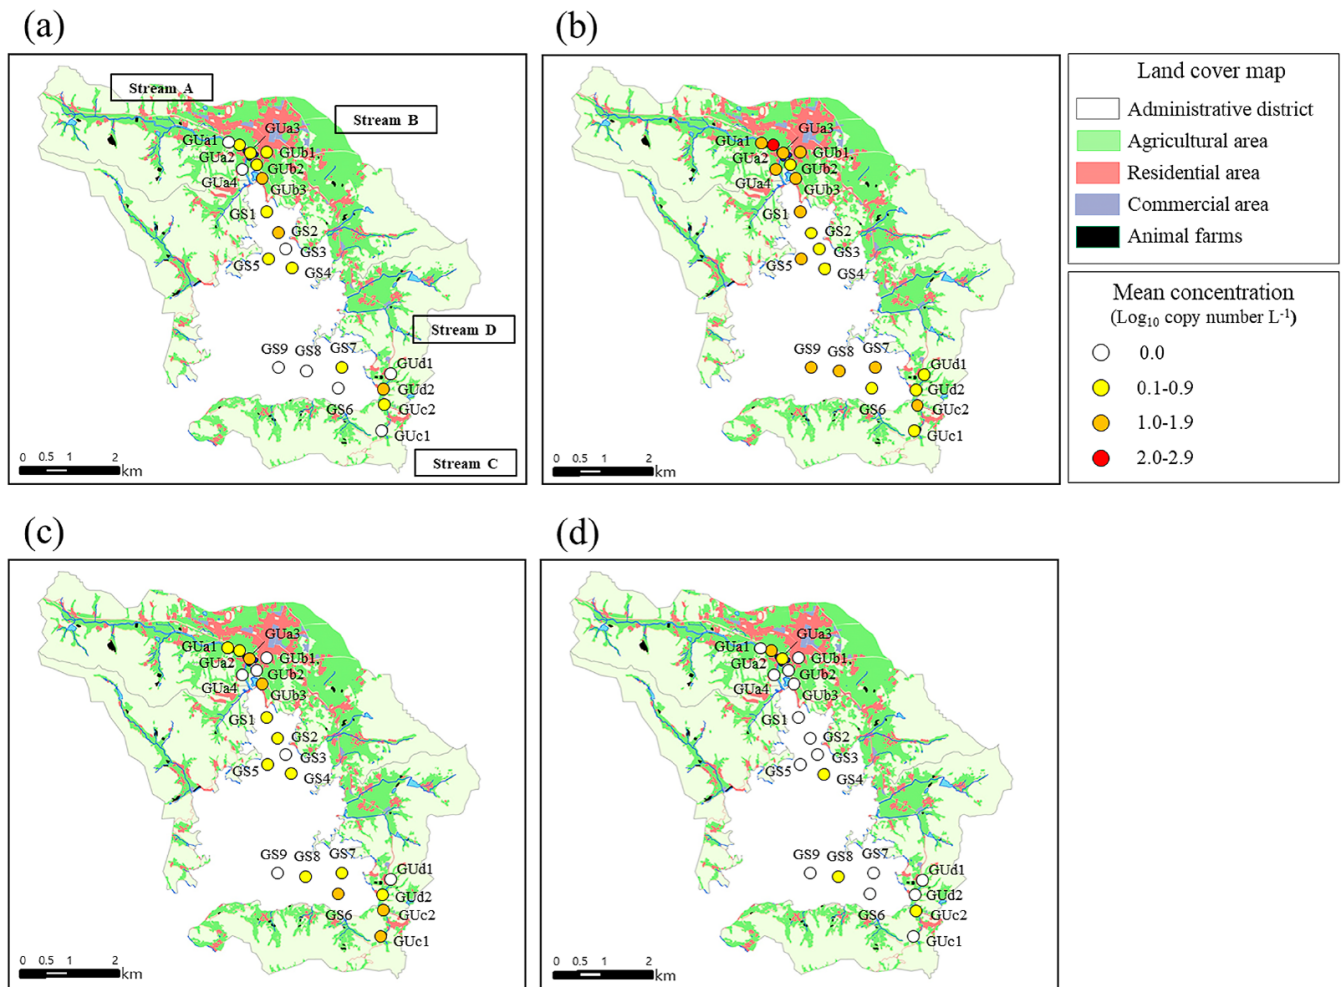 (a)
Stream A
Stream B
GUa1
GUa3
GUa2
GUb1,
GUb2
GUa4
GUb3
GS1
GS2
GS3
GS5
GS4
Stream D
GS9
GS8
GS7
GUd1
GUd2
GS6
GUc2
GUc1
Stream C
0 0.5 1 2
km
(b)
GUa1
GUa3
GUa2
GUb1,
GUb2
GUa4
GUb3
GS1
GS2
GS3
GS5
GS4
GS9
GS8
GS7
GUd1
GUd2
GS6
GUc2
GUc1
0 0.5 1 2
km
Land cover map
Administrative district
Agricultural area
Residential area
Commercial area
Animal farms
Mean concentration
(Log₁₀ copy number L⁻¹)
0.0
0.1-0.9
1.0-1.9
2.0-2.9
(c)
GUa1
GUa3
GUa2
GUb1,
GUb2
GUa4
GUb3
GS1
GS2
GS3
GS5
GS4
GS9
GS8
GS7
GUd1
GUd2
GS6
GUc2
GUc1
0 0.5 1 2
km
(d)
GUa1
GUa3
GUa2
GUb1,
GUb2
GUa4
GUb3
GS1
GS2
GS3
GS5
GS4
GS9
GS8
GS7
GUd1
GUd2
GS6
GUc2
GUc1
0 0.5 1 2
km